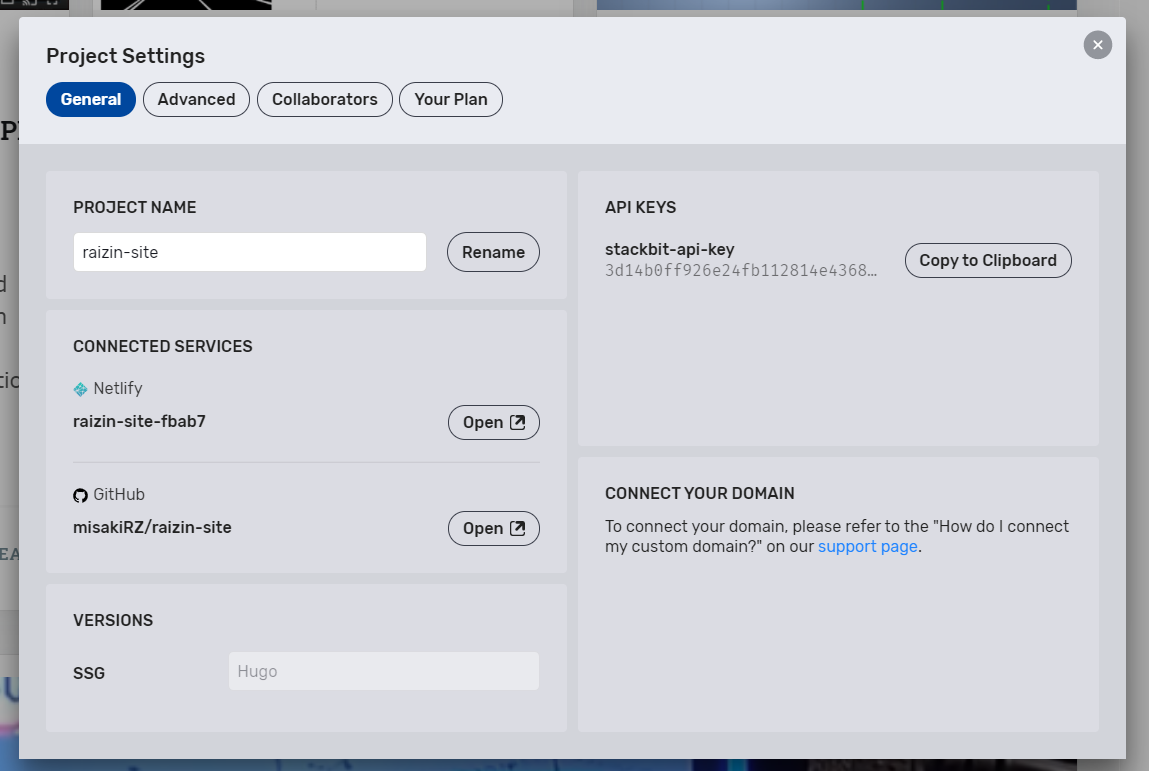 Project Settings
General
Advanced
Collaborators
Your Plan
PROJECT NAME
raizin-site
Rename
CONNECTED SERVICES
Netlify
raizin-site-fbab7
Open
GitHub
misakiRZ/raizin-site
Open
VERSIONS
SSG
Hugo
API KEYS
stackbit-api-key
3d14b0ff926e24fb112814e4368…
Copy to Clipboard
CONNECT YOUR DOMAIN
To connect your domain, please refer to the "How do I connect
my custom domain?" on our support page.